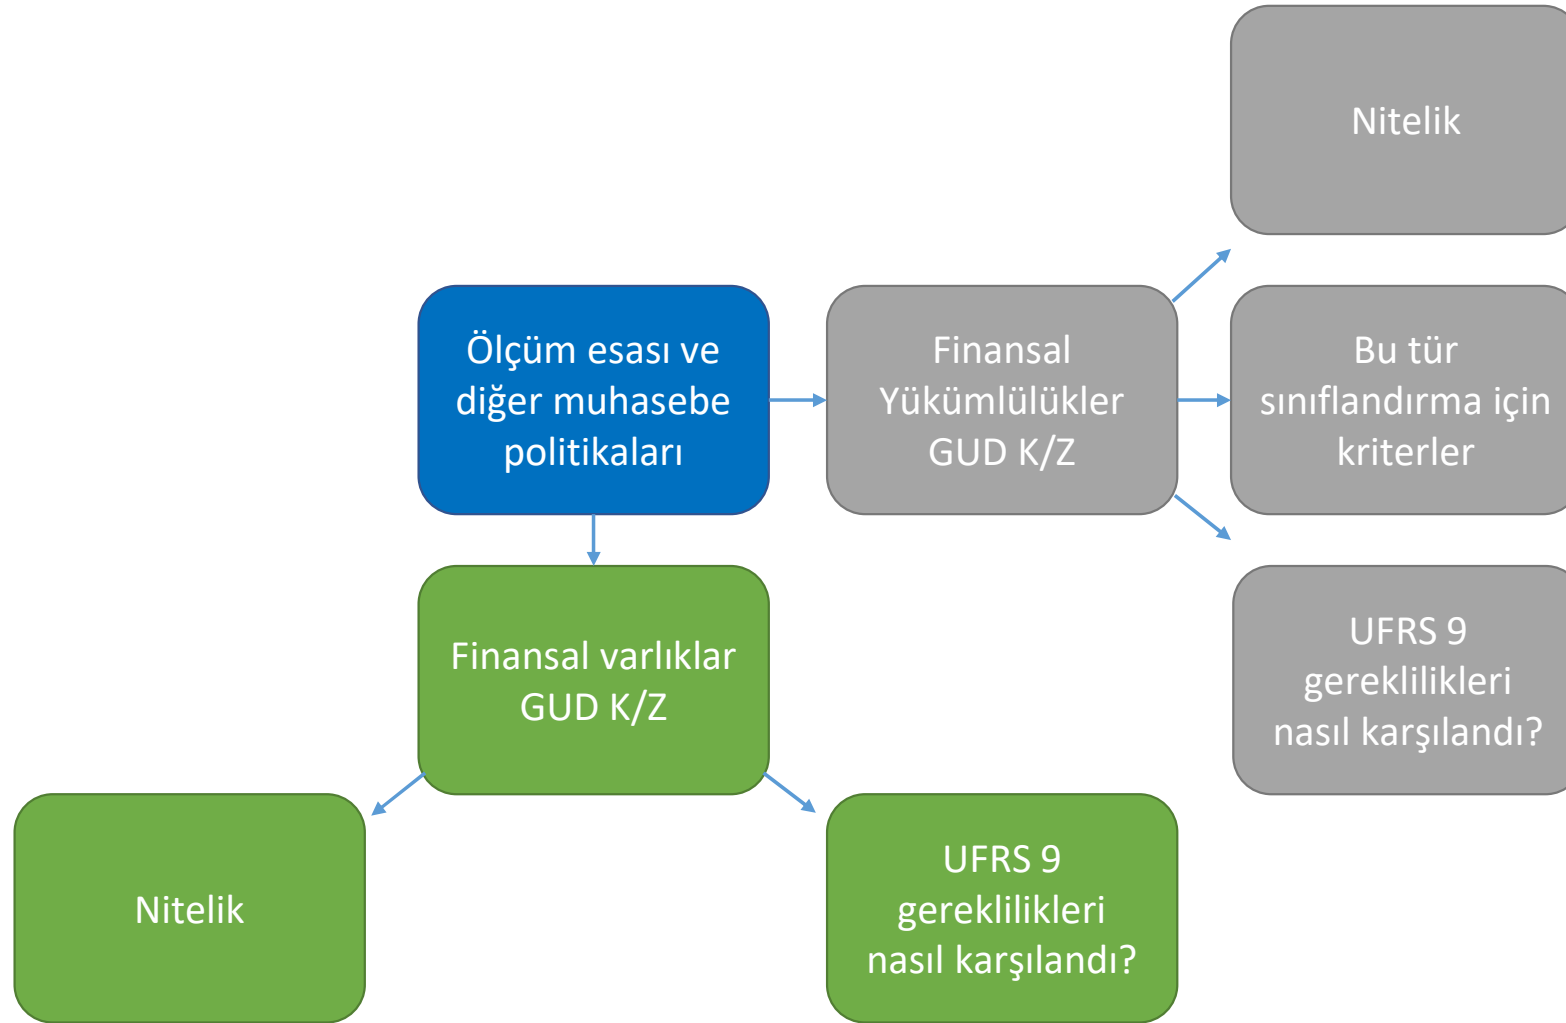 Nitelik
Ölçüm esası ve
diğer muhasebe
politikaları
Finansal
Yükümlülükler
GUD K/Z
Bu tür
sınıflandırma için
kriterler
Finansal varlıklar
GUD K/Z
UFRS 9
gereklilikleri
nasıl karşılandı?
Nitelik
UFRS 9
gereklilikleri
nasıl karşılandı?